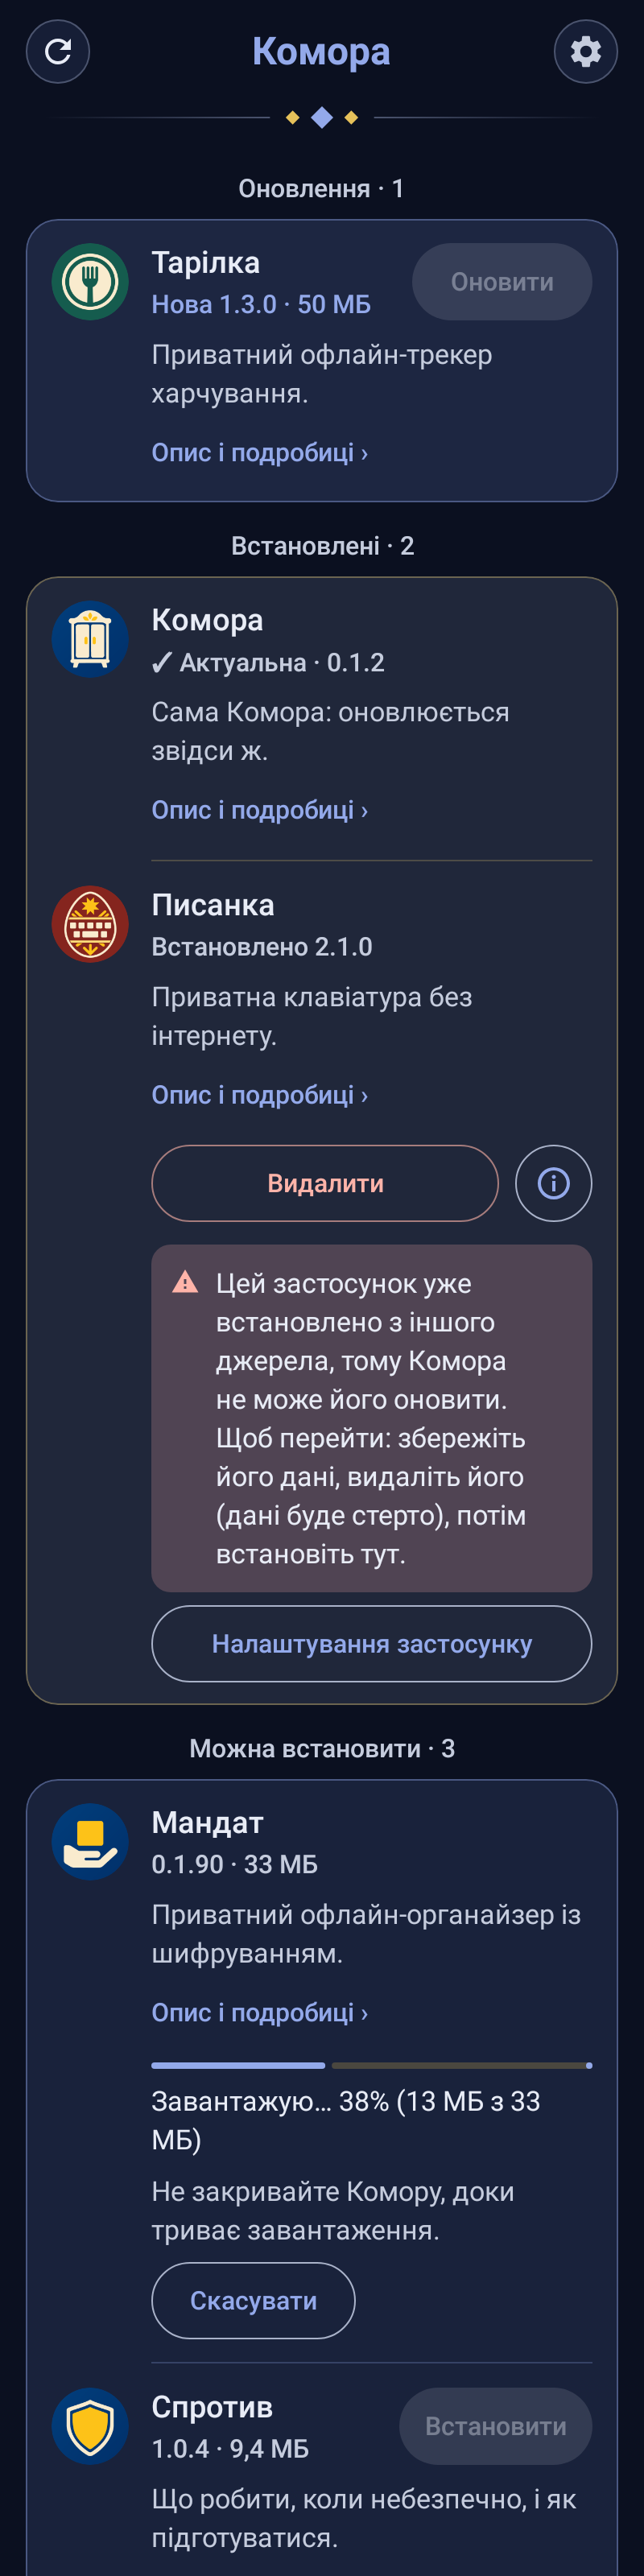 Комора
Оновлення · 1
Тарілка
Нова 1.3.0 · 50 МБ
Оновити
Приватний офлайн-трекер
харчування.
Опис і подробиці ›
Встановлені · 2
Комора
✓ Актуальна · 0.1.2
Сама Комора: оновлюється
звідси ж.
Опис і подробиці ›
Писанка
Встановлено 2.1.0
Приватна клавіатура без
інтернету.
Опис і подробиці ›
Видалити
Цей застосунок уже
встановлено з іншого
джерела, тому Комора
не може його оновити.
Щоб перейти: збережіть
його дані, видаліть його
(дані буде стерто), потім
встановіть тут.
Налаштування застосунку
Можна встановити · 3
Мандат
0.1.90 · 33 МБ
Приватний офлайн-органайзер із
шифруванням.
Опис і подробиці ›
Завантажую… 38% (13 МБ з 33
МБ)
Не закривайте Комору, доки
триває завантаження.
Скасувати
Спротив
1.0.4 · 9,4 МБ
Встановити
Що робити, коли небезпечно, і як
підготуватися.